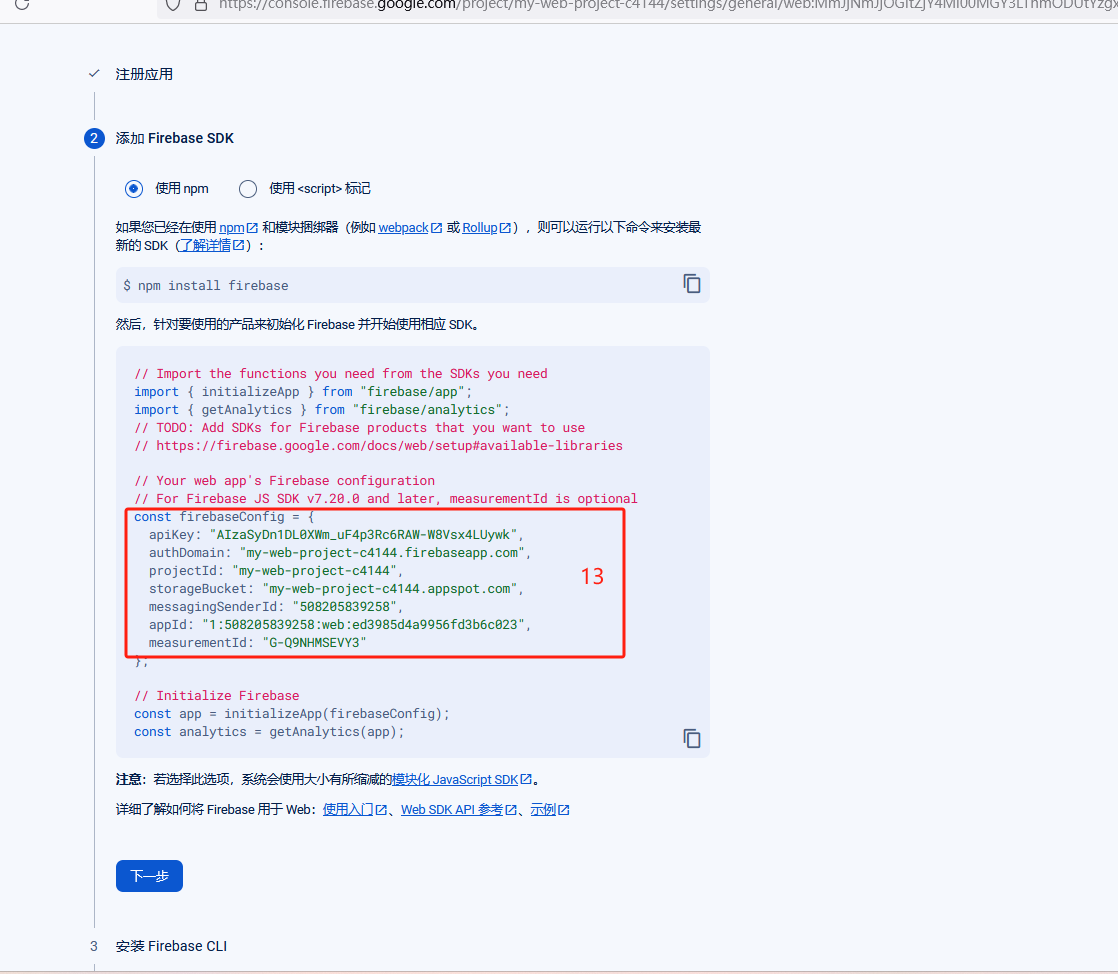 https://console.firebase.google.com/project/my-web-project-c4144/settings/general/web:
注册应用
2 添加 Firebase SDK
使用 npm 使用 <script> 标记
如果您已经在使用 npm 和模块捆绑器（例如 webpack 或 Rollup），则可以运行以下命令来安装最
新的 SDK（了解详情）：
$ npm install firebase
然后，针对要使用的产品来初始化 Firebase 并开始使用相应 SDK。
// Import the functions you need from the SDKs you need
import { initializeApp } from "firebase/app";
import { getAnalytics } from "firebase/analytics";
// TODO: Add SDKs for Firebase products that you want to use
// https://firebase.google.com/docs/web/setup#available-libraries
// Your web app's Firebase configuration
// For Firebase JS SDK v7.20.0 and later, measurementId is optional
const firebaseConfig = {
apiKey: "AIzaSyDn1DL0XWm_uF4p3Rc6RAW-W8Vsx4LUywk",
authDomain: "my-web-project-c4144.firebaseapp.com",
projectId: "my-web-project-c4144",
13
storageBucket: "my-web-project-c4144.appspot.com",
messagingSenderId: "508205839258",
appId: "1:508205839258:web:ed3985d4a9956fd3b6c023",
measurementId: "G-Q9NHMSEVY3"
};
// Initialize Firebase
const app = initializeApp(firebaseConfig);
const analytics = getAnalytics(app);
注意：若选择此选项，系统会使用大小有所缩减的模块化 JavaScript SDK。
详细了解如何将 Firebase 用于 Web：使用入门、Web SDK API 参考、示例
下一步
3 安装 Firebase CLI